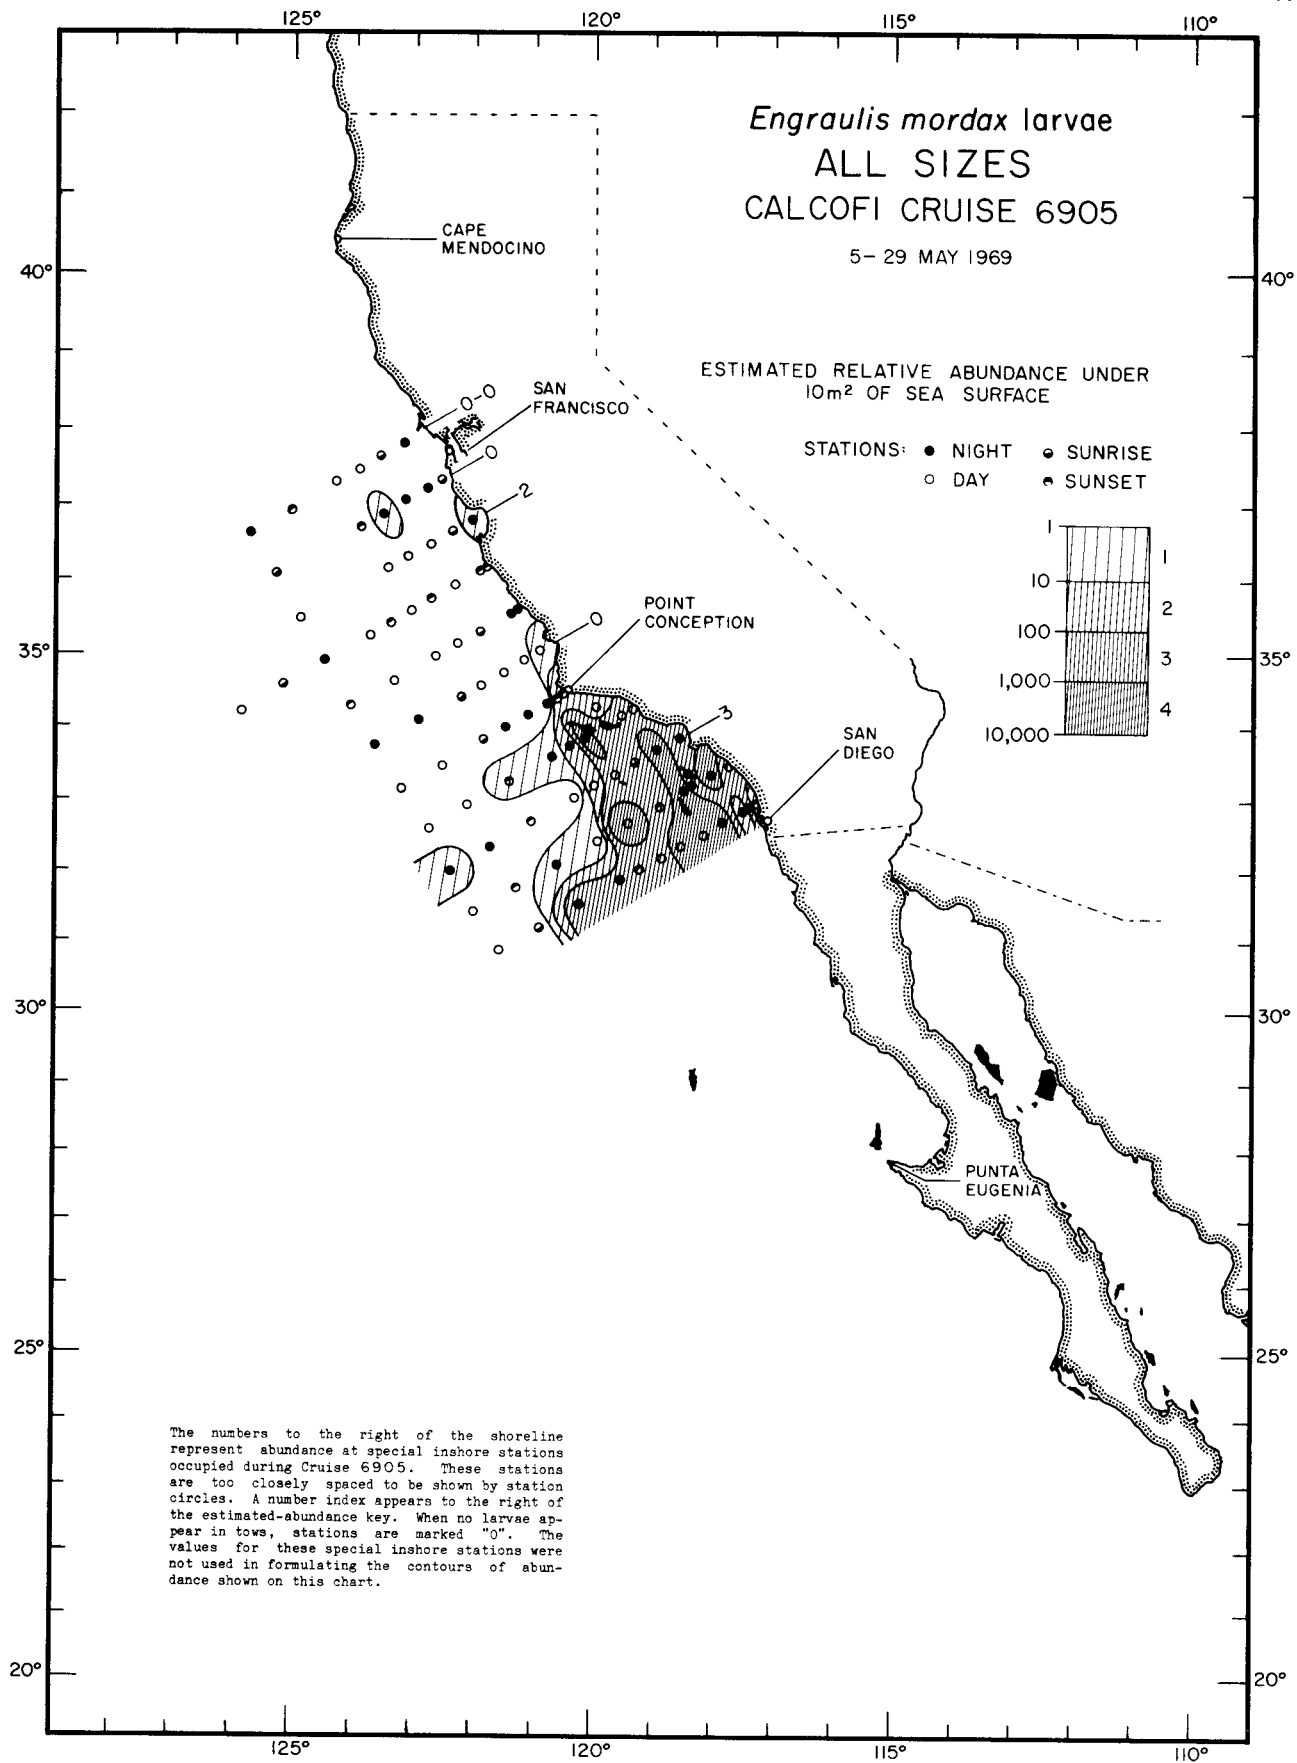 125° 120° 115° 110°
Engraulis mordax larvae
ALL SIZES
CALCOFI CRUISE 6905
5–29 MAY 1969
CAPE
MENDOCINO
40° 40°
ESTIMATED RELATIVE ABUNDANCE UNDER
10m² OF SEA SURFACE
SAN
FRANCISCO
0-0
STATIONS: ● NIGHT SUNRISE
○ DAY SUNSET
0
2
1
10
100
1,000
10,000
1
2
3
4
POINT
CONCEPTION
0
35° 35°
3
SAN
DIEGO
30° 30°
PUNTA
EUGENIA
25° 25°
The numbers to the right of the shoreline
represent abundance at special inshore stations
occupied during Cruise 6905. These stations
are too closely spaced to be shown by station
circles. A number index appears to the right of
the estimated-abundance key. When no larvae ap-
pear in tows, stations are marked "0". The
values for these special inshore stations were
not used in formulating the contours of abun-
dance shown on this chart.
20° 20°
125° 120° 115° 110°